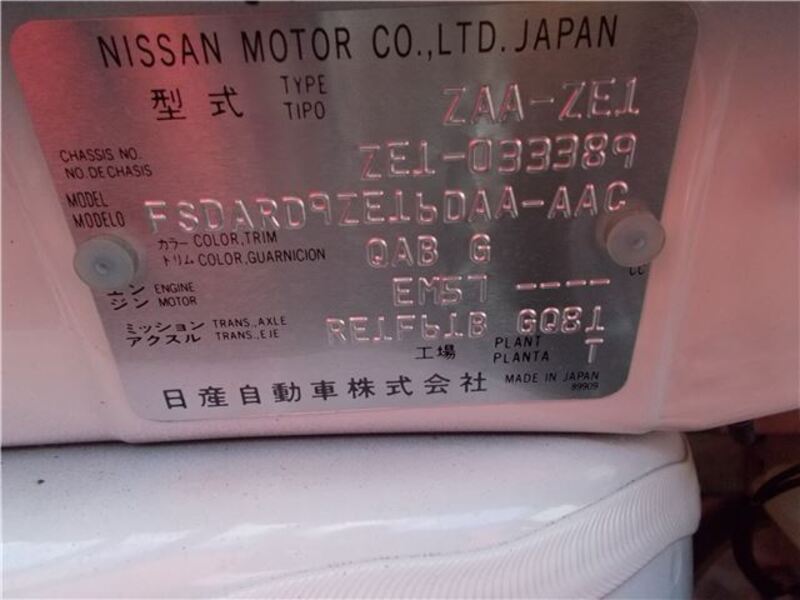 NISSAN MOTOR CO.,LTD. JAPAN
型式 TYPE TIPO ZAA-ZE1
CHASSIS NO. NO. DE CHASIS ZE1-033389
MODEL MODELO FSDARD9ZE16DAA-AAC
カラー COLOR,TRIM トリム COLOR,GUARNICION QAB G
エンジン ENGINE MOTOR EM57 ---- CC
ミッション TRANS.,AXLE アクスル TRANS.,EJE RE1F61B GQ81
工場 PLANT PLANTA T
日産自動車株式会社 MADE IN JAPAN
89909